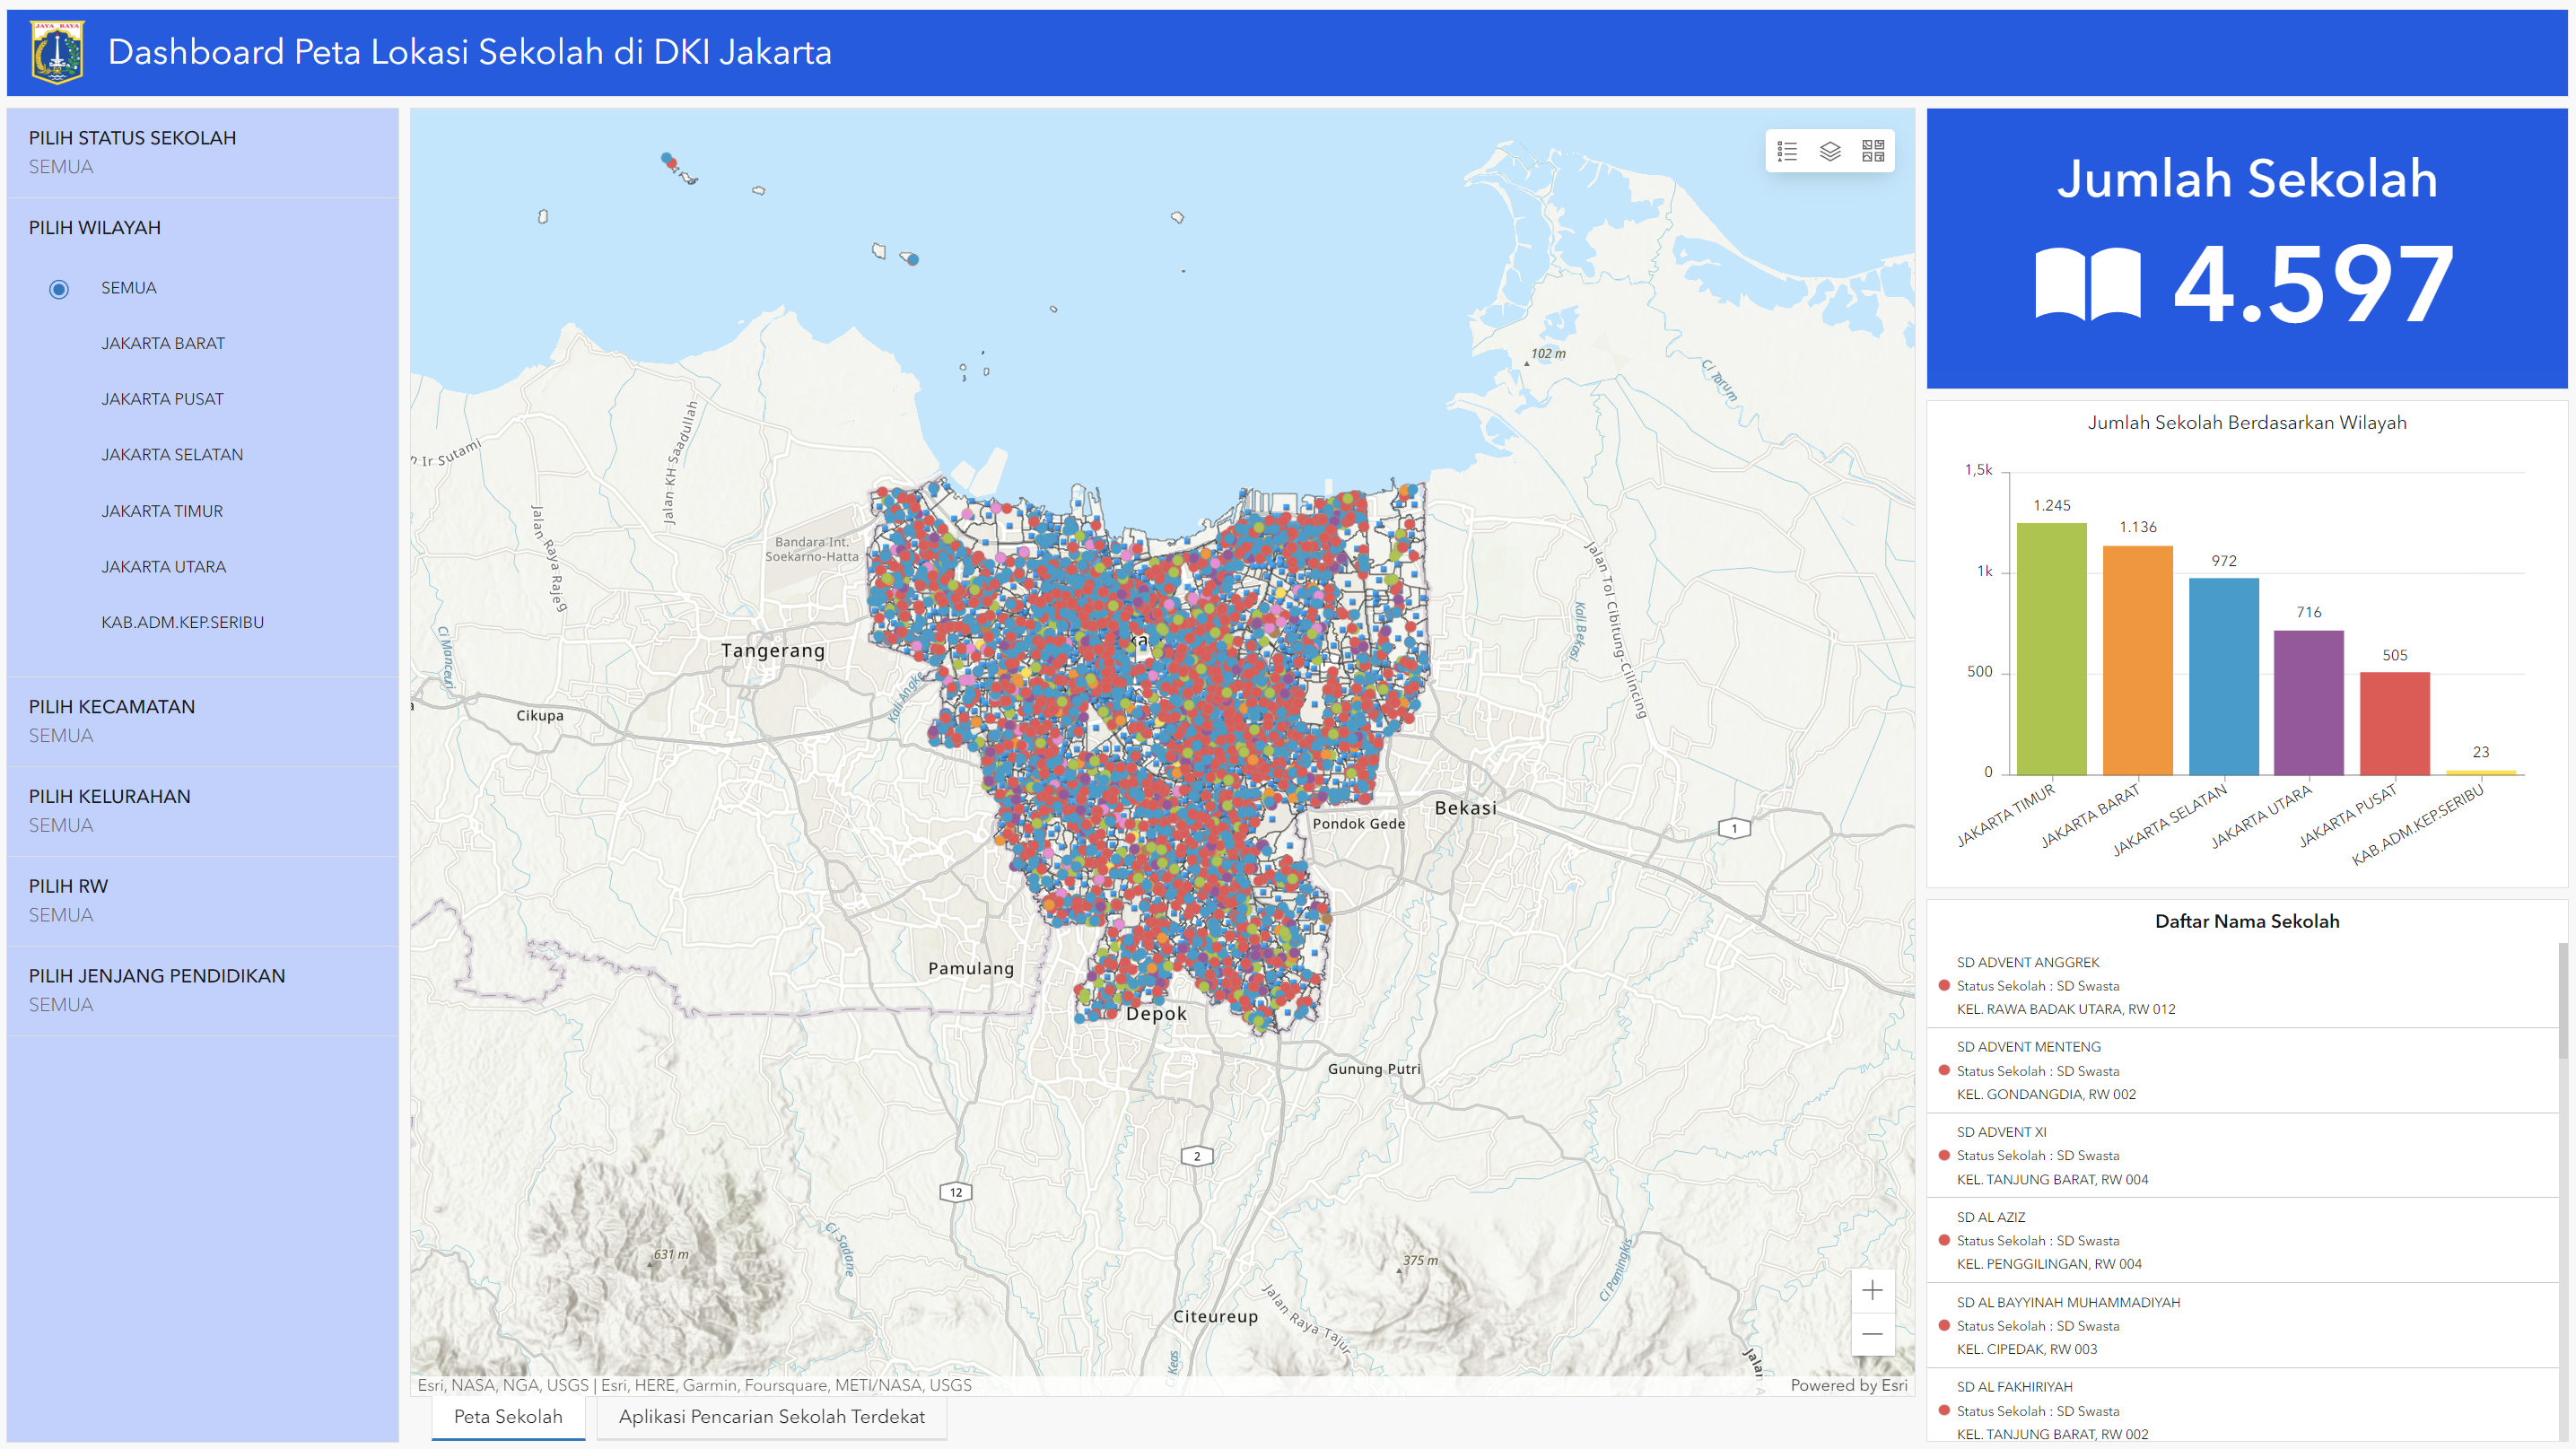 JAYA RAYA
Dashboard Peta Lokasi Sekolah di DKI Jakarta
PILIH STATUS SEKOLAH
SEMUA
PILIH WILAYAH
SEMUA
JAKARTA BARAT
JAKARTA PUSAT
JAKARTA SELATAN
JAKARTA TIMUR
JAKARTA UTARA
KAB.ADM.KEP.SERIBU
PILIH KECAMATAN
SEMUA
PILIH KELURAHAN
SEMUA
PILIH RW
SEMUA
PILIH JENJANG PENDIDIKAN
SEMUA
102 m
Ci Tarum
Ir Sutami
Jalan KH Saadullah
Jalan Raya Rajeg
Bandara Int.
Soekarno-Hatta
Jalan Tol Cibitung-Cilincing
Kali Bekasi
Ci Manceuri
Tangerang
Kali Angke
Cikupa
Bekasi
Pondok Gede
1
Pamulang
Depok
Gunung Putri
2
12
Ci Sadane
631 m
375 m
Ci Pamingkis
Citeureup
Jalan Raya Tajur
Ci Keas
Jalan
Esri, NASA, NGA, USGS | Esri, HERE, Garmin, Foursquare, METI/NASA, USGS
Powered by Esri
Peta Sekolah
Aplikasi Pencarian Sekolah Terdekat
Jumlah Sekolah
4.597
Jumlah Sekolah Berdasarkan Wilayah
1,5k
1k
500
0
1.245
1.136
972
716
505
23
JAKARTA TIMUR
JAKARTA BARAT
JAKARTA SELATAN
JAKARTA UTARA
JAKARTA PUSAT
KAB.ADM.KEP.SERIBU
Daftar Nama Sekolah
SD ADVENT ANGGREK
Status Sekolah : SD Swasta
KEL. RAWA BADAK UTARA, RW 012
SD ADVENT MENTENG
Status Sekolah : SD Swasta
KEL. GONDANGDIA, RW 002
SD ADVENT XI
Status Sekolah : SD Swasta
KEL. TANJUNG BARAT, RW 004
SD AL AZIZ
Status Sekolah : SD Swasta
KEL. PENGGILINGAN, RW 004
SD AL BAYYINAH MUHAMMADIYAH
Status Sekolah : SD Swasta
KEL. CIPEDAK, RW 003
SD AL FAKHIRIYAH
Status Sekolah : SD Swasta
KEL. TANJUNG BARAT, RW 002